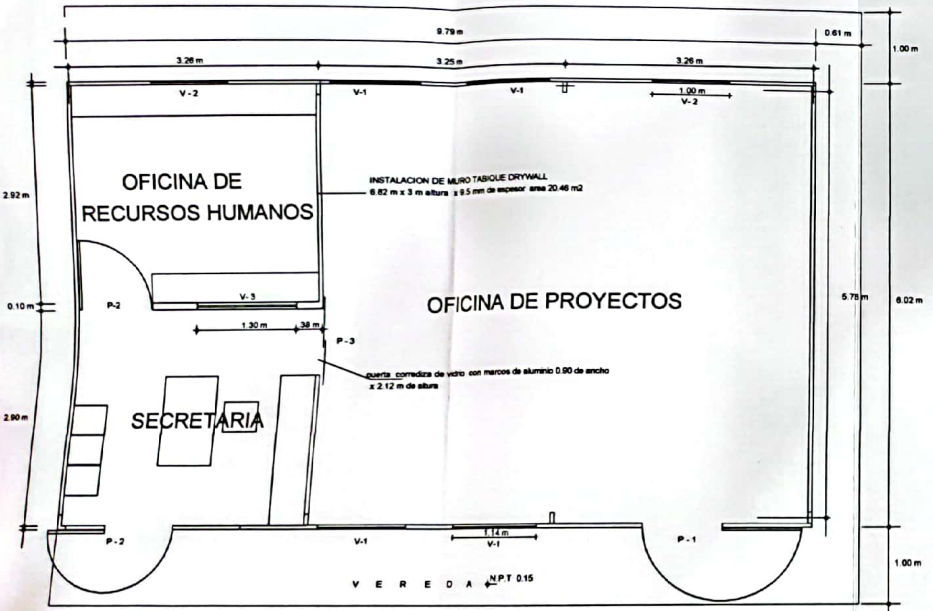 9.79 m
0.61 m
1.00 m
3.26 m
3.25 m
3.26 m
V-2
V-1
V-1
1.00 m
V-2
2.92 m
OFICINA DE
RECURSOS HUMANOS
INSTALACION DE MURO TABIQUE DRYWALL
6.82 m x 3 m altura x 9.5 mm de espesor area 20.46 m2
0.10 m
P-2
V-3
OFICINA DE PROYECTOS
5.78 m
6.02 m
1.30 m
38 m
P-3
puerta corrediza de vidrio con marcos de aluminio 0.90 de ancho
x 2.12 m de altura
2.90 m
SECRETARIA
P-2
V-1
1.14 m
V-1
P-1
1.00 m
V E R E D A
N.P.T 0.15